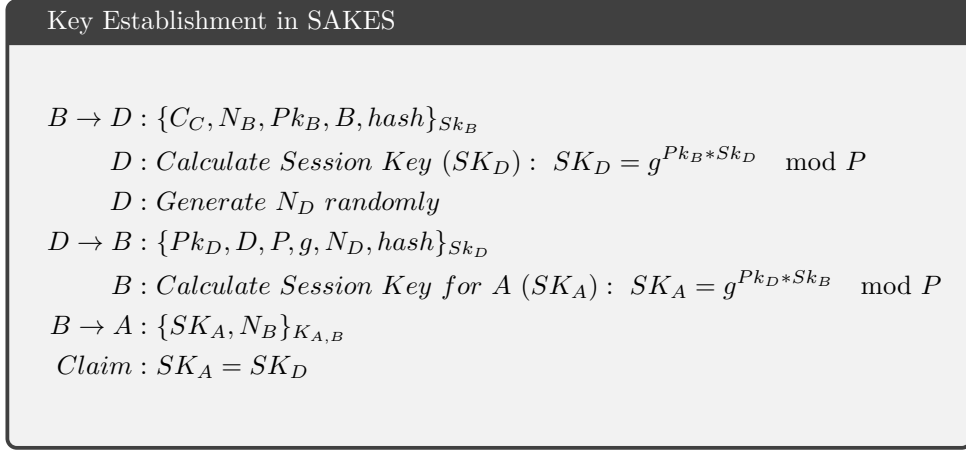 Key Establishment in SAKES
B → D : {C_C, N_B, Pk_B, B, hash}_{Sk_B}
D : Calculate Session Key (SK_D) : SK_D = g^{Pk_B*Sk_D} mod P
D : Generate N_D randomly
D → B : {Pk_D, D, P, g, N_D, hash}_{Sk_D}
B : Calculate Session Key for A (SK_A) : SK_A = g^{Pk_D*Sk_B} mod P
B → A : {SK_A, N_B}_{K_{A,B}}
Claim : SK_A = SK_D